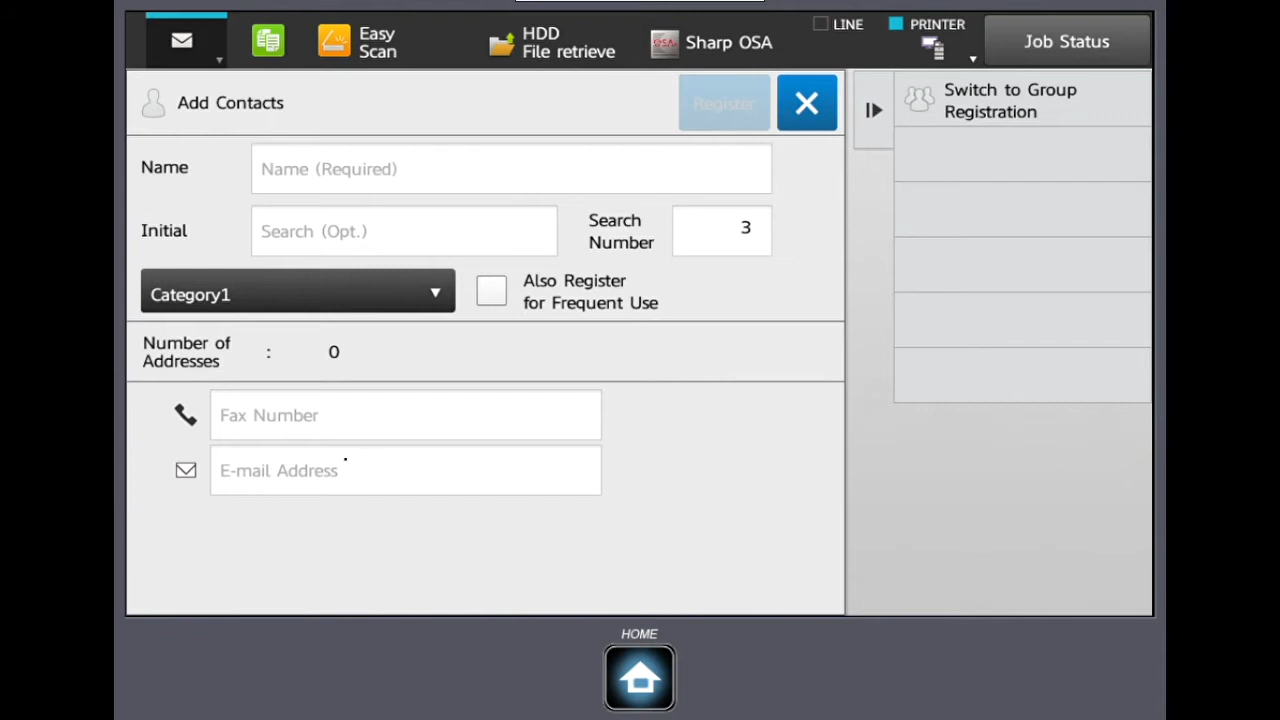 Easy
Scan
HDD
File retrieve
OSA
Sharp OSA
LINE
PRINTER
Job Status
Add Contacts
Register
Switch to Group
Registration
Name
Name (Required)
Initial
Search (Opt.)
Search
Number
3
Category1
Also Register
for Frequent Use
Number of
Addresses
:
0
Fax Number
E-mail Address
HOME